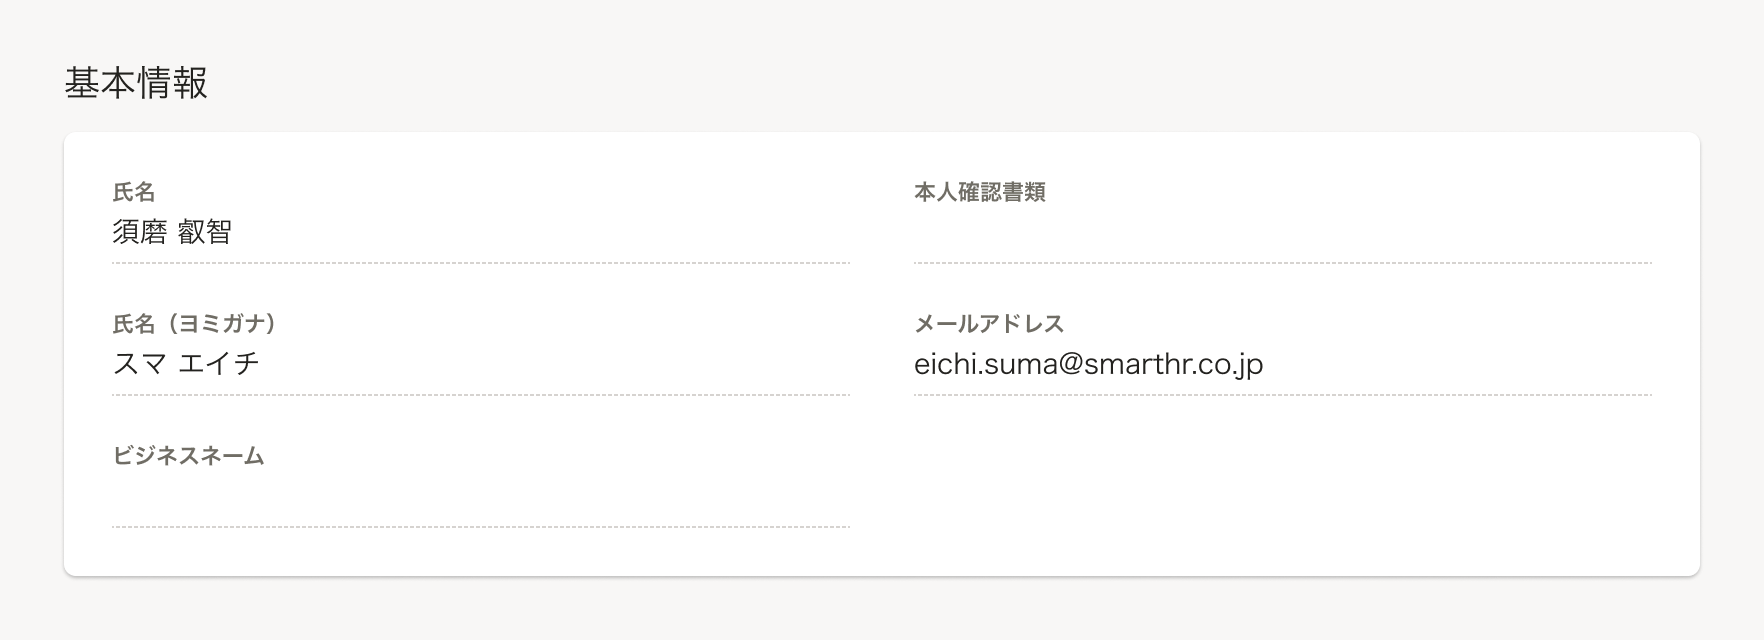 基本情報
氏名
須磨 叡智
本人確認書類
氏名（ヨミガナ）
スマ エイチ
メールアドレス
eichi.suma@smarthr.co.jp
ビジネスネーム